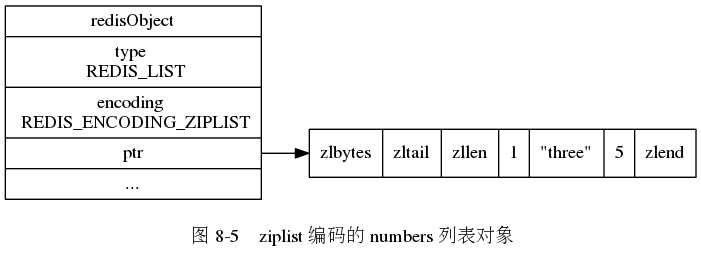 redisObject
type
REDIS_LIST
encoding
REDIS_ENCODING_ZIPLIST
ptr
...
zlbytes zltail zllen 1 "three" 5 zlend
图 8-5 ziplist 编码的 numbers 列表对象